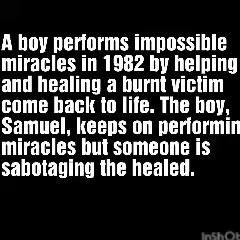 A boy performs impossible
miracles in 1982 by helping
and healing a burnt victim
come back to life. The boy,
Samuel, keeps on performin
miracles but someone is
sabotaging the healed.
InShOt